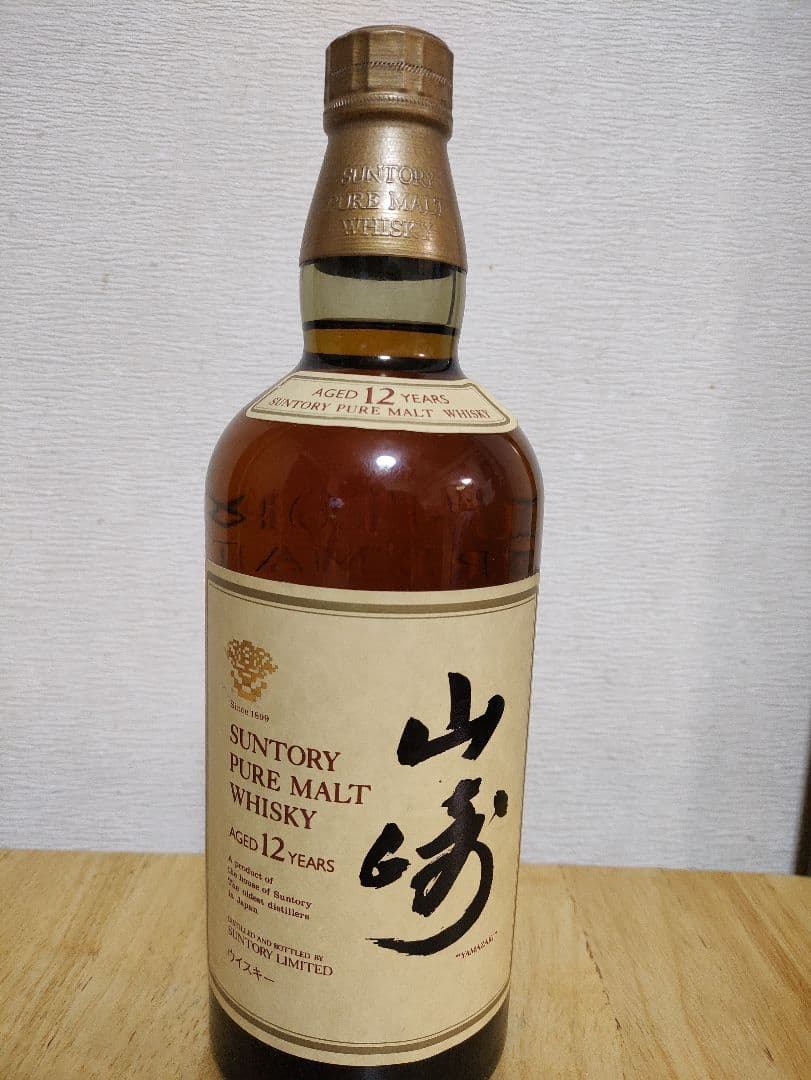 SUNTORY
PURE MALT
WHISKY
AGED 12 YEARS
SUNTORY PURE MALT WHISKY
Since 1899
SUNTORY
PURE MALT
WHISKY
AGED 12 YEARS
A product of
the house of Suntory
The oldest distillers
in Japan
DISTILLED AND BOTTLED BY
SUNTORY LIMITED
ウイスキー
山崎
"YAMAZAKI"